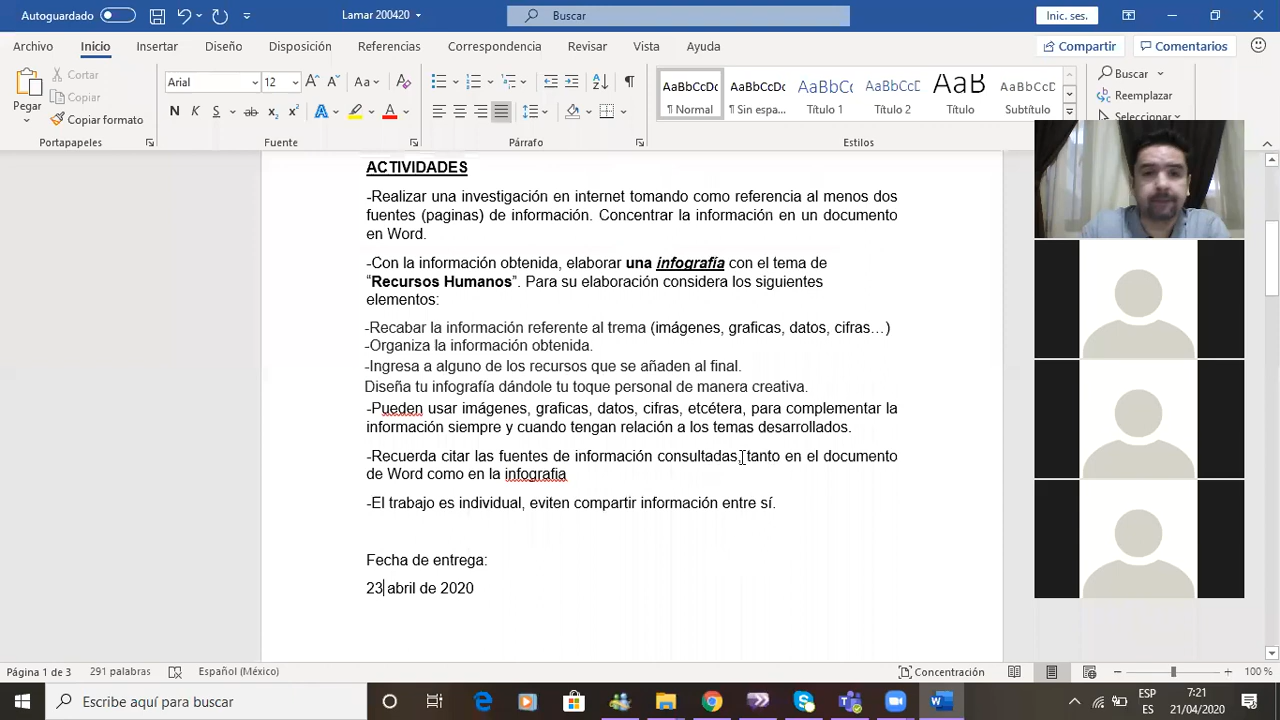 Autoguardado
Lamar 200420
Buscar
Inic. ses.
Archivo Inicio Insertar Diseño Disposición Referencias Correspondencia Revisar Vista Ayuda
Compartir Comentarios
Pegar
Cortar
Copiar
Copiar formato
Portapapeles
Arial 12
Aa
N K S ab x₂ x² A A
Fuente
Párrafo
AaBbCcDc AaBbCcDc AaBbCc AaBbCcD AaB AaBbCcD
¶ Normal ¶ Sin espa... Título 1 Título 2 Título Subtítulo
Estilos
Buscar
Reemplazar
Seleccionar
ACTIVIDADES
-Realizar una investigación en internet tomando como referencia al menos dos
fuentes (paginas) de información. Concentrar la información en un documento
en Word.
-Con la información obtenida, elaborar una infografía con el tema de
“Recursos Humanos”. Para su elaboración considera los siguientes
elementos:
-Recabar la información referente al trema (imágenes, graficas, datos, cifras…)
-Organiza la información obtenida.
-Ingresa a alguno de los recursos que se añaden al final.
Diseña tu infografía dándole tu toque personal de manera creativa.
-Pueden usar imágenes, graficas, datos, cifras, etcétera, para complementar la
información siempre y cuando tengan relación a los temas desarrollados.
-Recuerda citar las fuentes de información consultadas, tanto en el documento
de Word como en la infografia
-El trabajo es individual, eviten compartir información entre sí.
Fecha de entrega:
23 abril de 2020
Página 1 de 3 291 palabras Español (México)
Concentración
100 %
Escribe aquí para buscar
ESP
ES
7:21
21/04/2020